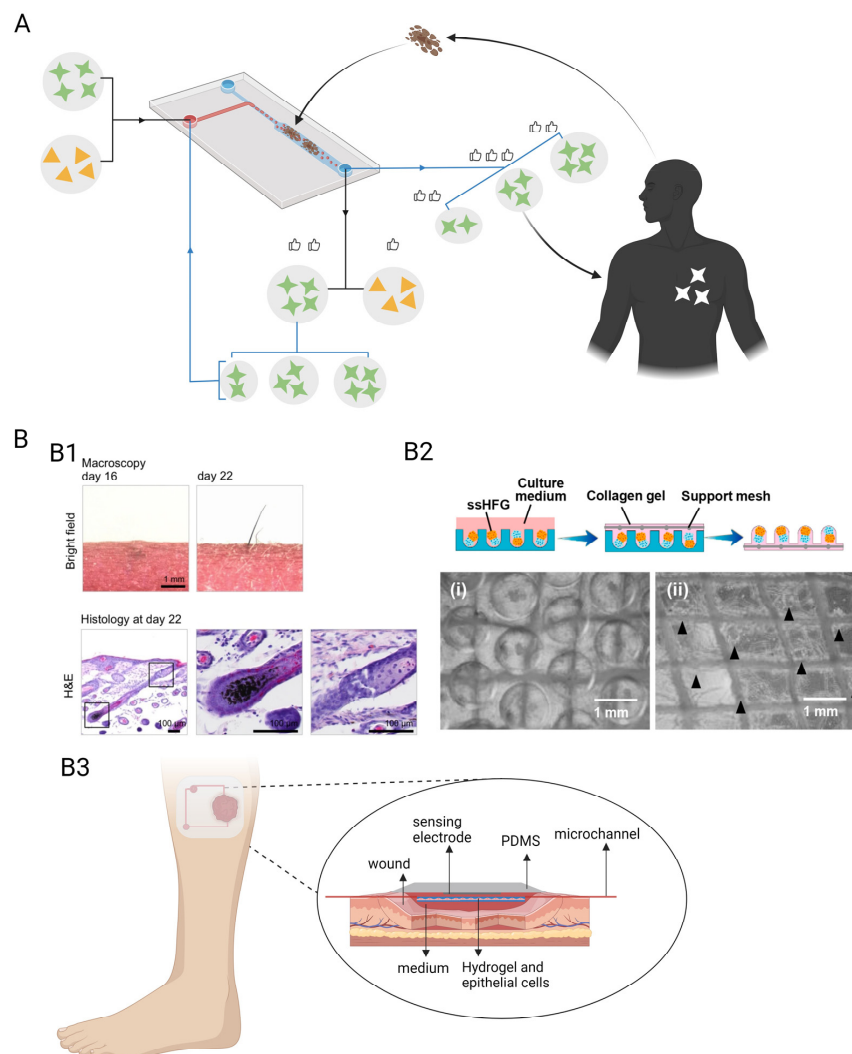 A
B
B1
Macroscopy
day 16
day 22
Bright field
1 mm
Histology at day 22
H&E
100 µm
100 µm
100 µm
B2
ssHFG
Culture
medium
Collagen gel
Support mesh
(i)
1 mm
(ii)
1 mm
B3
sensing
electrode
PDMS
microchannel
wound
medium
Hydrogel and
epithelial cells